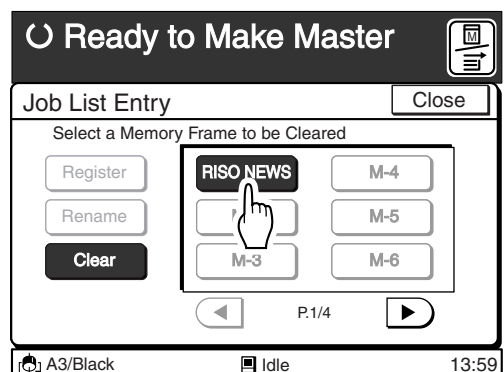 Ready to Make Master
M
Job List Entry
Close
Select a Memory Frame to be Cleared
Register
RISO NEWS
M-4
Rename
M-5
Clear
M-3
M-6
P.1/4
A3/Black
Idle
13:59